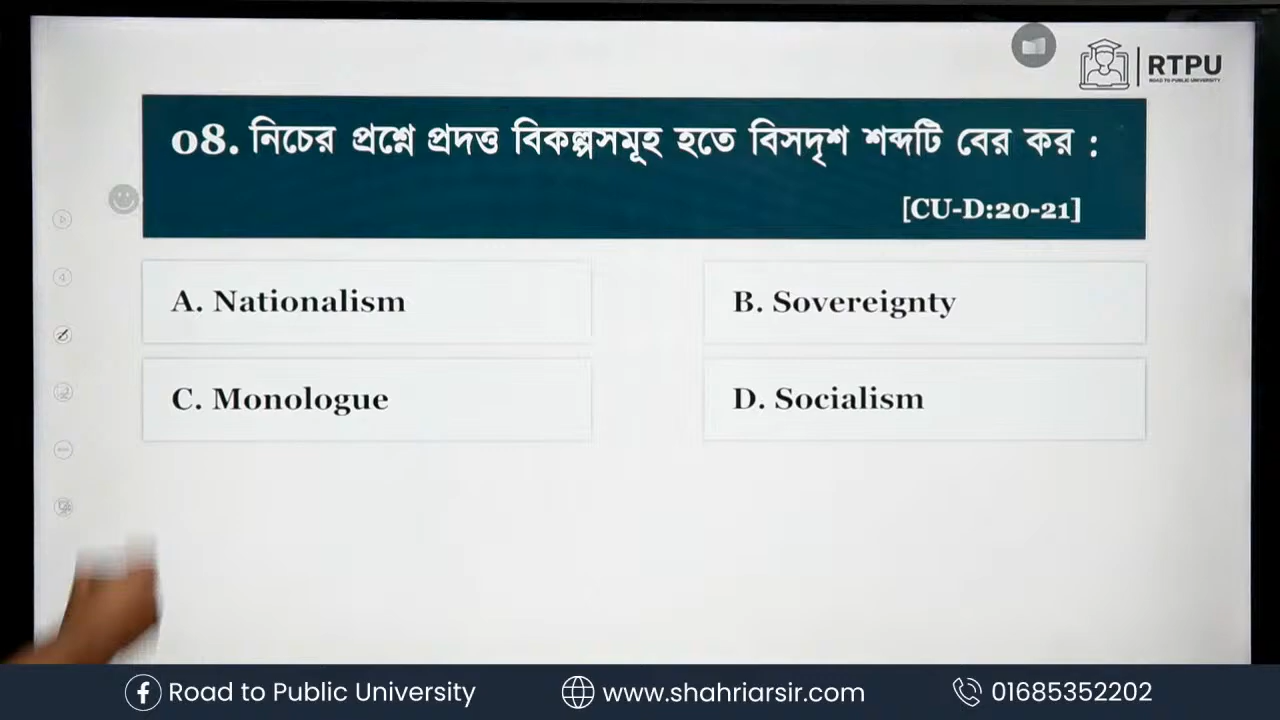 RTPU
ROAD TO PUBLIC UNIVERSITY
08. নিচের প্রশ্নে প্রদত্ত বিকল্পসমূহ হতে বিসদৃশ শব্দটি বের কর :
[CU-D:20-21]
A. Nationalism
B. Sovereignty
C. Monologue
D. Socialism
Road to Public University
www.shahriarsir.com
01685352202